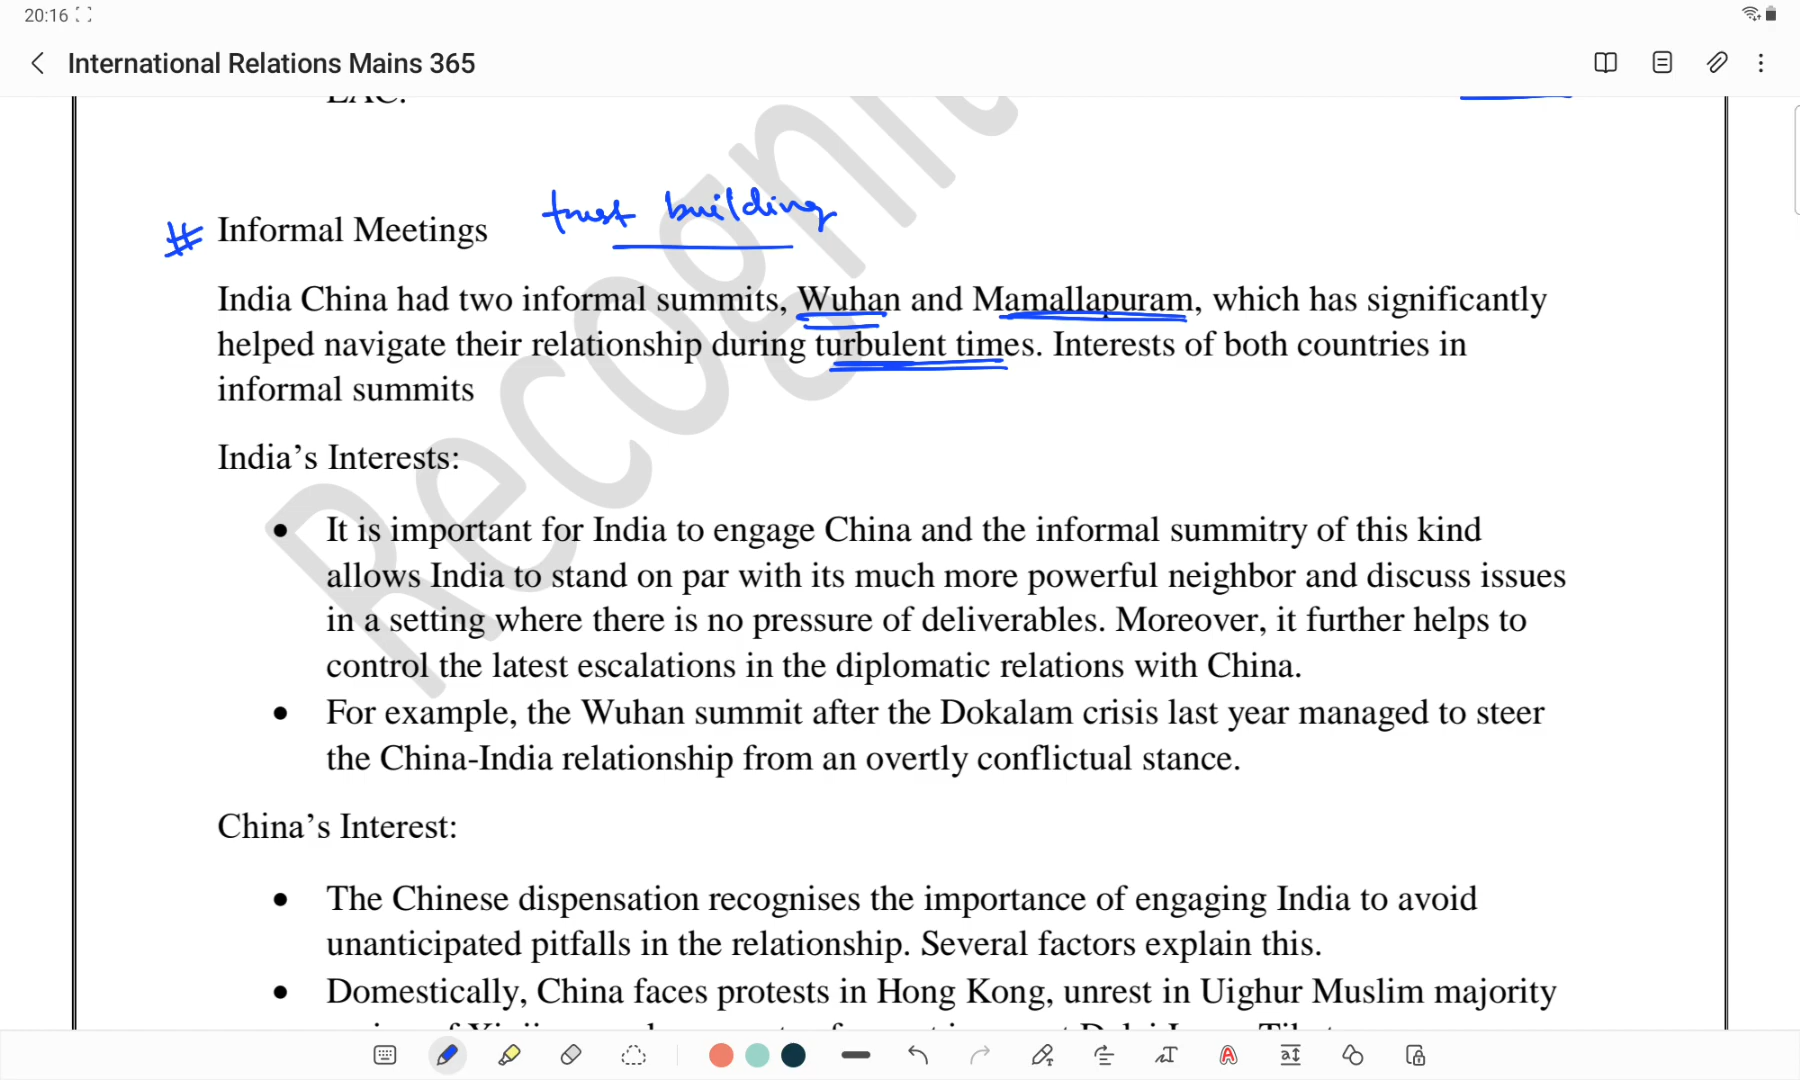 20:16
International Relations Mains 365
LAC.
trust building
# Informal Meetings
India China had two informal summits, Wuhan and Mamallapuram, which has significantly
helped navigate their relationship during turbulent times. Interests of both countries in
informal summits
India’s Interests:
• It is important for India to engage China and the informal summitry of this kind
allows India to stand on par with its much more powerful neighbor and discuss issues
in a setting where there is no pressure of deliverables. Moreover, it further helps to
control the latest escalations in the diplomatic relations with China.
• For example, the Wuhan summit after the Dokalam crisis last year managed to steer
the China-India relationship from an overtly conflictual stance.
China’s Interest:
• The Chinese dispensation recognises the importance of engaging India to avoid
unanticipated pitfalls in the relationship. Several factors explain this.
• Domestically, China faces protests in Hong Kong, unrest in Uighur Muslim majority